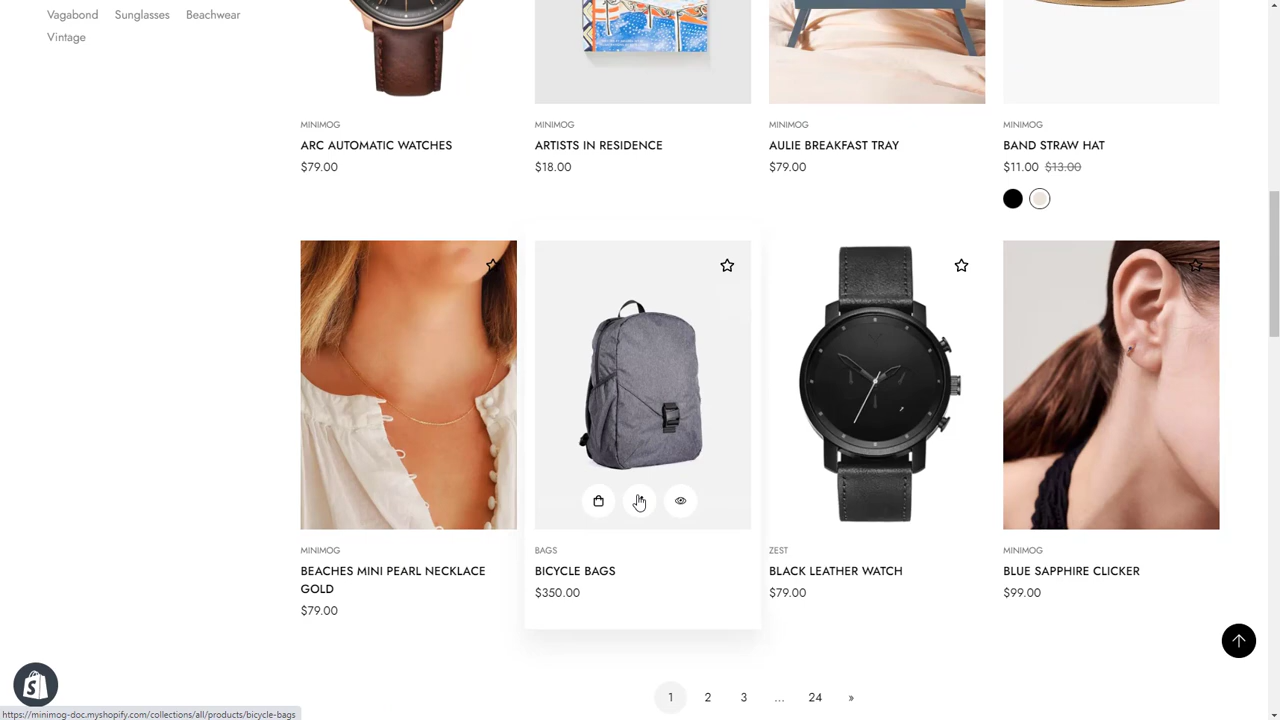 Vagabond Sunglasses Beachwear
Vintage
MINIMOG
ARC AUTOMATIC WATCHES
$79.00
MINIMOG
ARTISTS IN RESIDENCE
$18.00
MINIMOG
AULIE BREAKFAST TRAY
$79.00
MINIMOG
BAND STRAW HAT
$11.00 $13.00
MINIMOG
BEACHES MINI PEARL NECKLACE
GOLD
$79.00
BAGS
BICYCLE BAGS
$350.00
ZEST
BLACK LEATHER WATCH
$79.00
MINIMOG
BLUE SAPPHIRE CLICKER
$99.00
1 2 3 ... 24 »
https://minimog-doc.myshopify.com/collections/all/products/bicycle-bags